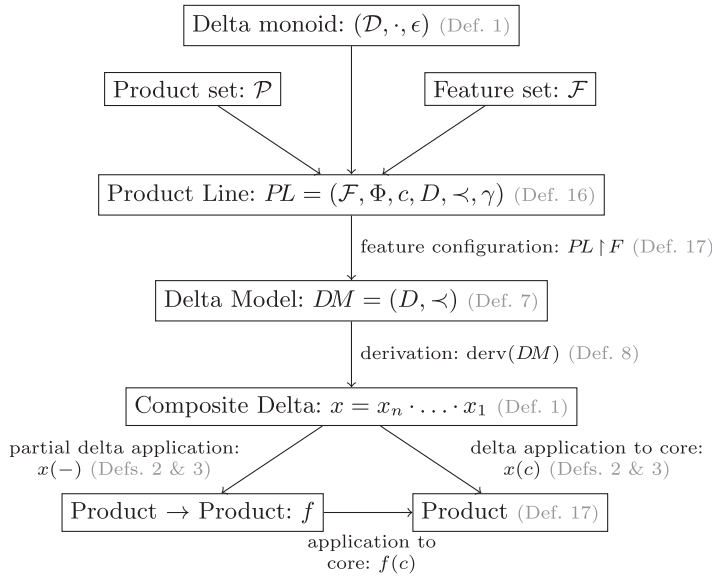 Delta monoid: (𝒟, ·, ϵ) (Def. 1)
Product set: 𝒫
Feature set: ℱ
Product Line: PL = (ℱ, Φ, c, D, ≺, γ) (Def. 16)
feature configuration: PL ↾ F (Def. 17)
Delta Model: DM = (D, ≺) (Def. 7)
derivation: derv(DM) (Def. 8)
Composite Delta: x = xₙ · … · x₁ (Def. 1)
partial delta application:
x(−) (Defs. 2 & 3)
delta application to core:
x(c) (Defs. 2 & 3)
Product → Product: f
Product (Def. 17)
application to
core: f(c)